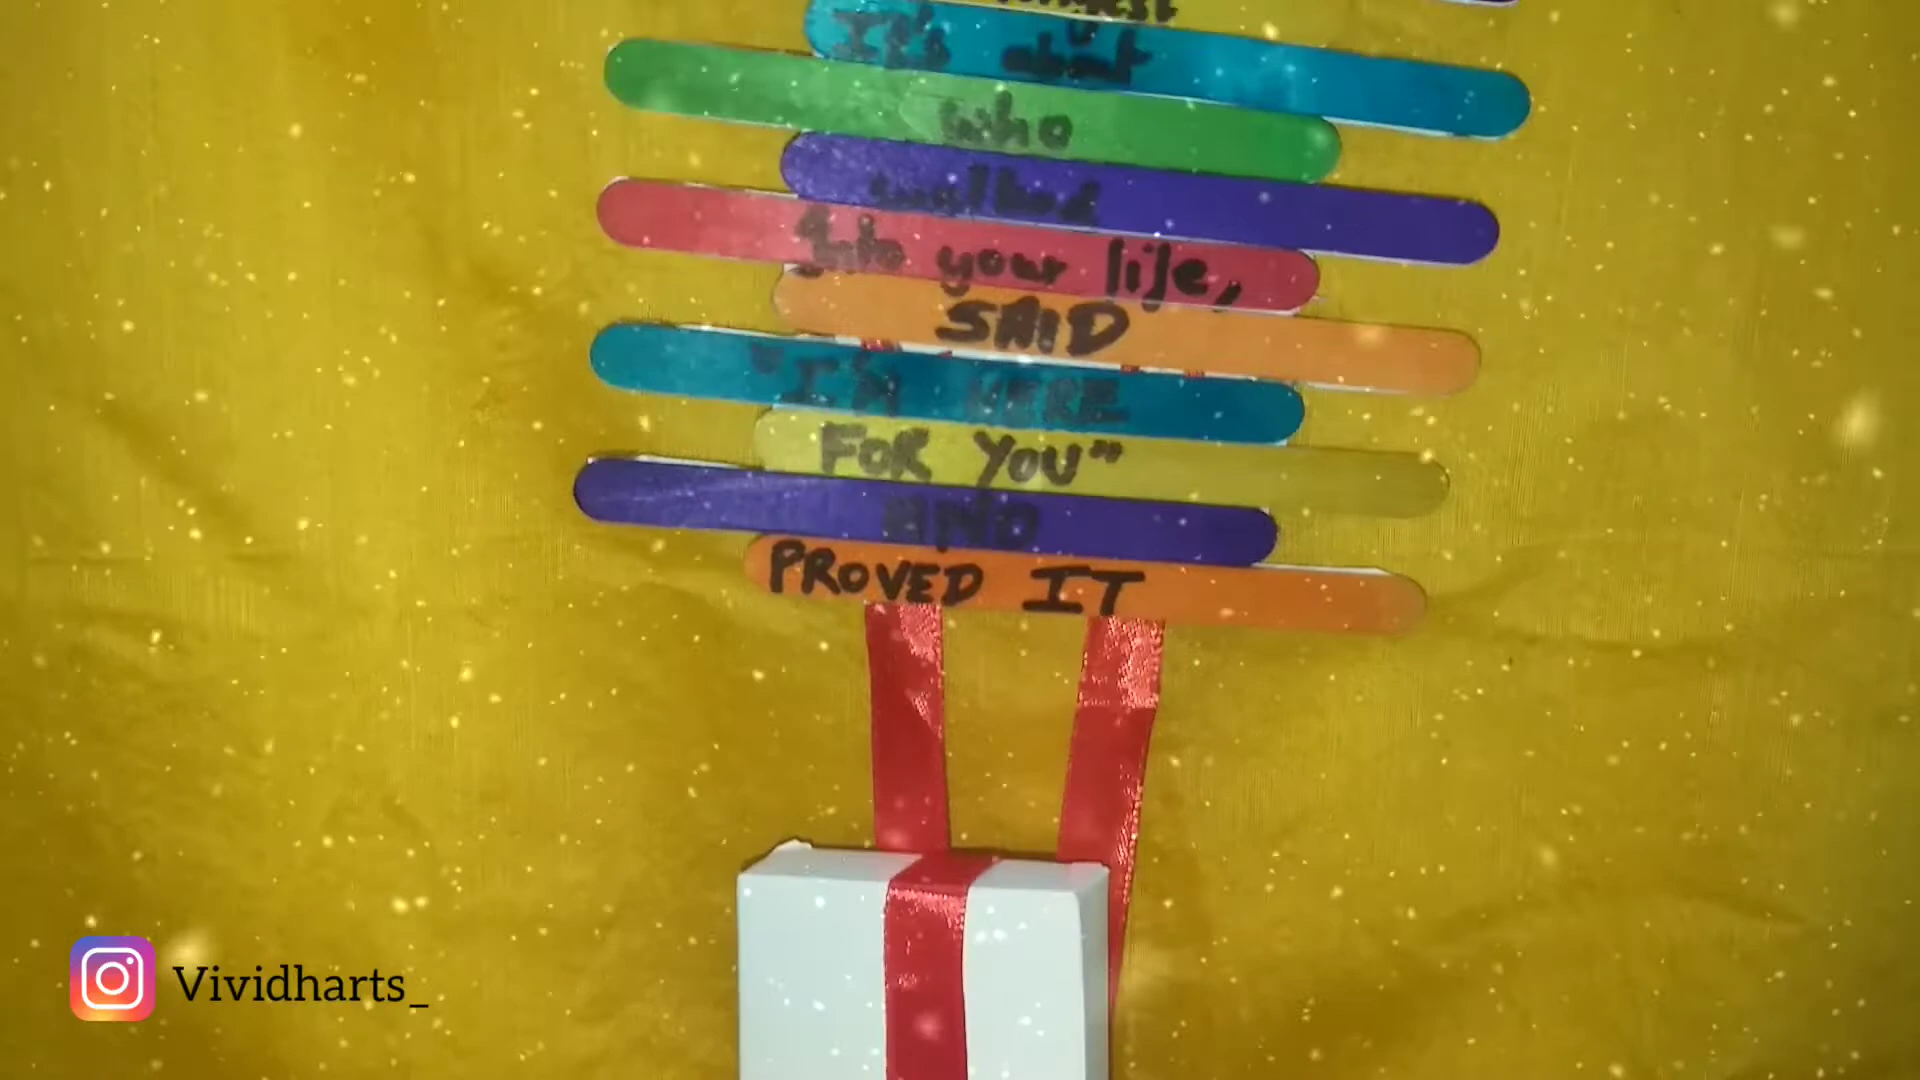 It's about
who
walked
Into your life,
SAID
"I'M HERE
FOR YOU"
AND
PROVED IT
Vividharts_